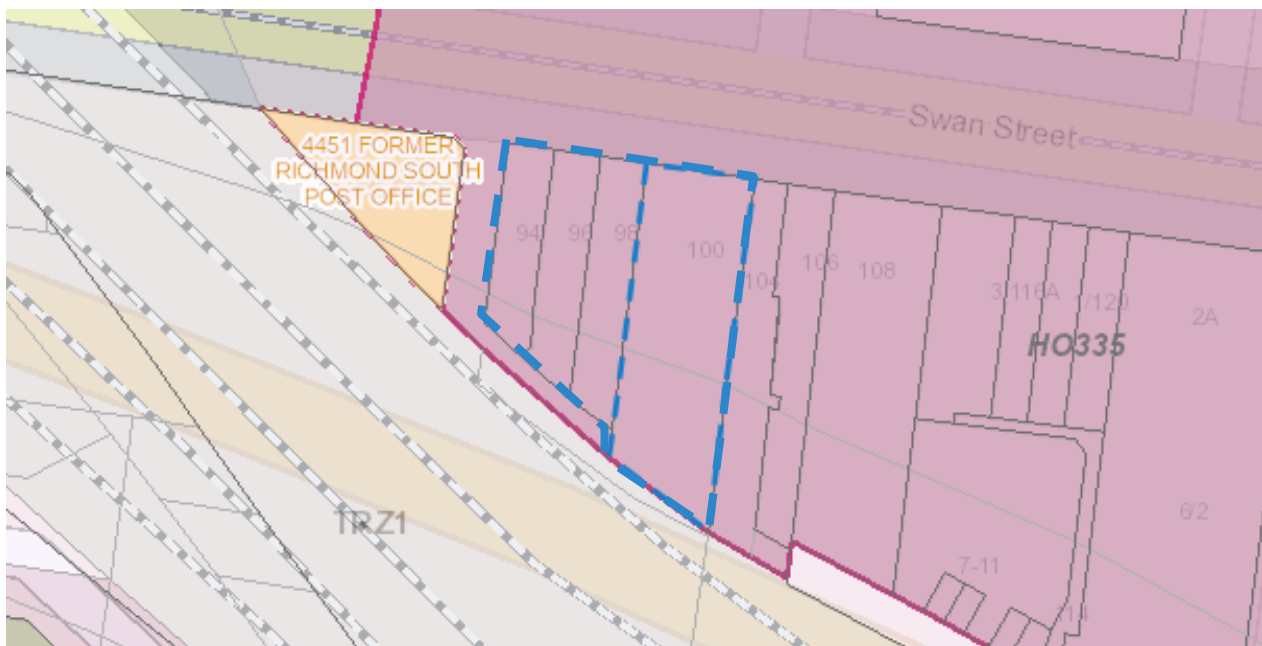 Swan Street
4451 FORMER
RICHMOND SOUTH
POST OFFICE
94
96
98
100
104
106
108
3/116A
1/120
2A
HO335
TRZ1
6/2
7-11
114